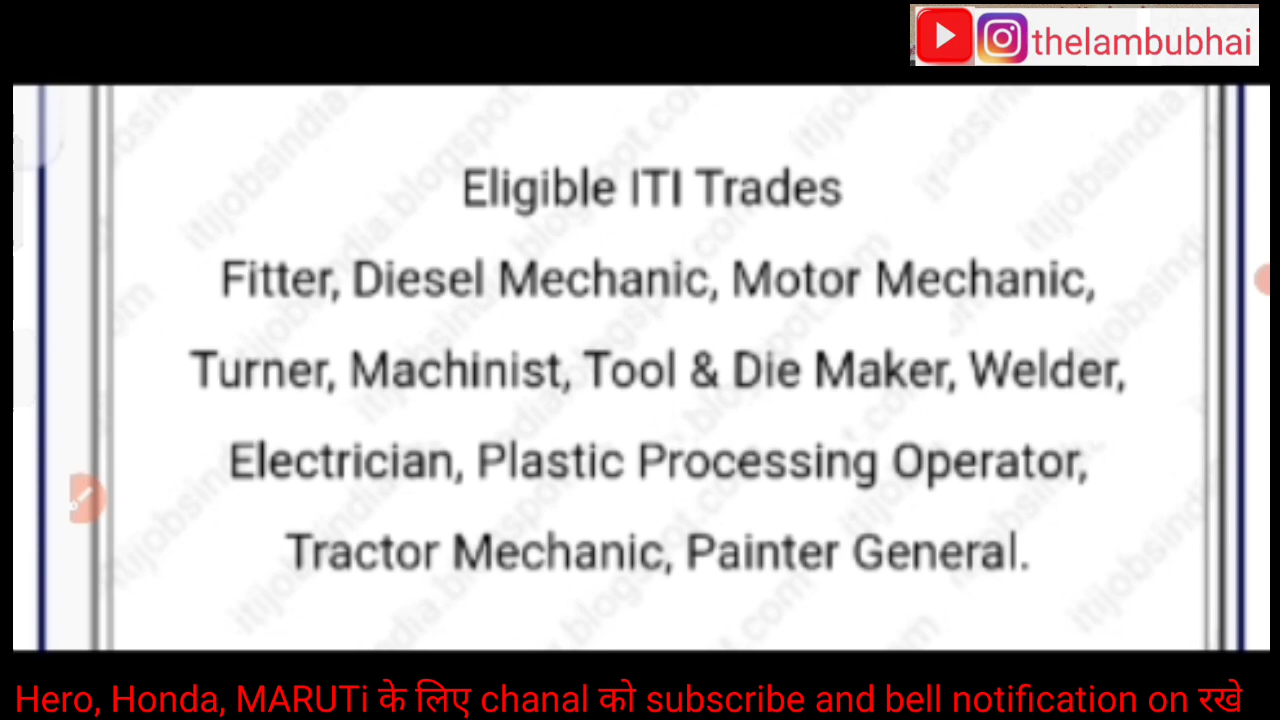 thelambubhai
Eligible ITI Trades
Fitter, Diesel Mechanic, Motor Mechanic,
Turner, Machinist, Tool & Die Maker, Welder,
Electrician, Plastic Processing Operator,
Tractor Mechanic, Painter General.
Hero, Honda, MARUTi के लिए chanal को subscribe and bell notification on रखे